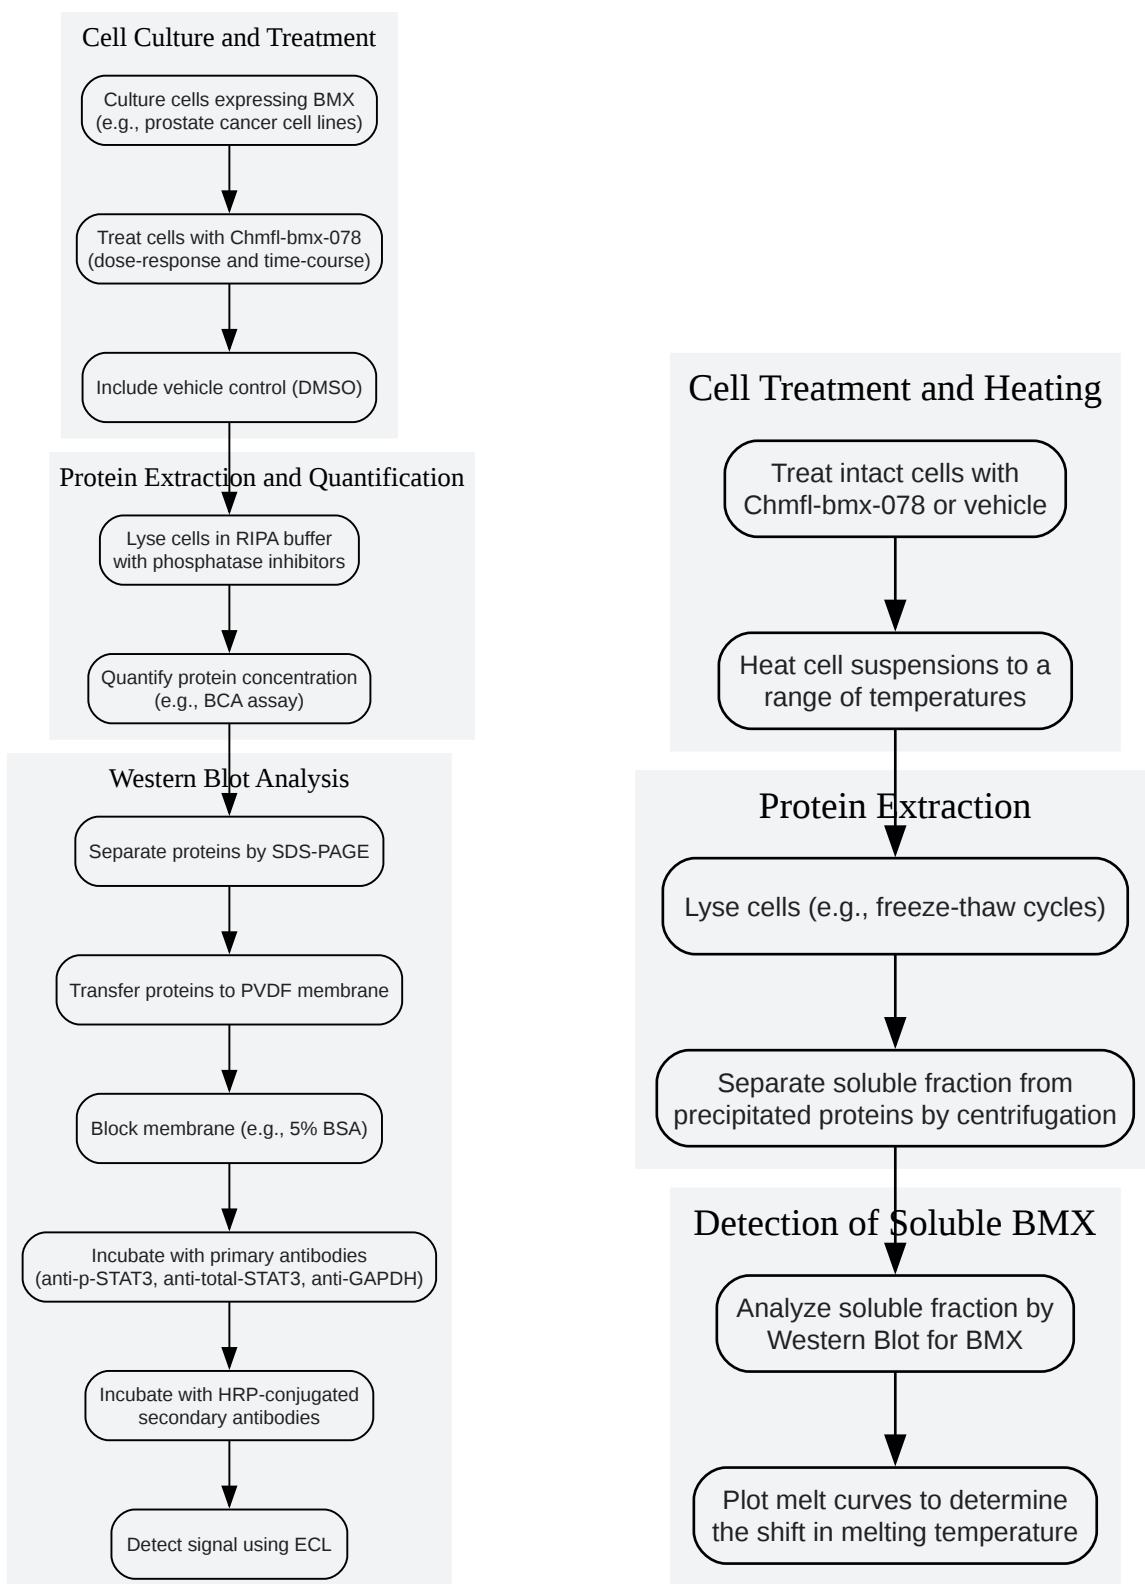 Cell Culture and Treatment
Culture cells expressing BMX
(e.g., prostate cancer cell lines)
Treat cells with Chmfl-bmx-078
(dose-response and time-course)
Include vehicle control (DMSO)
Protein Extraction and Quantification
Lyse cells in RIPA buffer
with phosphatase inhibitors
Quantify protein concentration
(e.g., BCA assay)
Western Blot Analysis
Separate proteins by SDS-PAGE
Transfer proteins to PVDF membrane
Block membrane (e.g., 5% BSA)
Incubate with primary antibodies
(anti-p-STAT3, anti-total-STAT3, anti-GAPDH)
Incubate with HRP-conjugated
secondary antibodies
Detect signal using ECL
Cell Treatment and Heating
Treat intact cells with
Chmfl-bmx-078 or vehicle
Heat cell suspensions to a
range of temperatures
Protein Extraction
Lyse cells (e.g., freeze-thaw cycles)
Separate soluble fraction from
precipitated proteins by centrifugation
Detection of Soluble BMX
Analyze soluble fraction by
Western Blot for BMX
Plot melt curves to determine
the shift in melting temperature